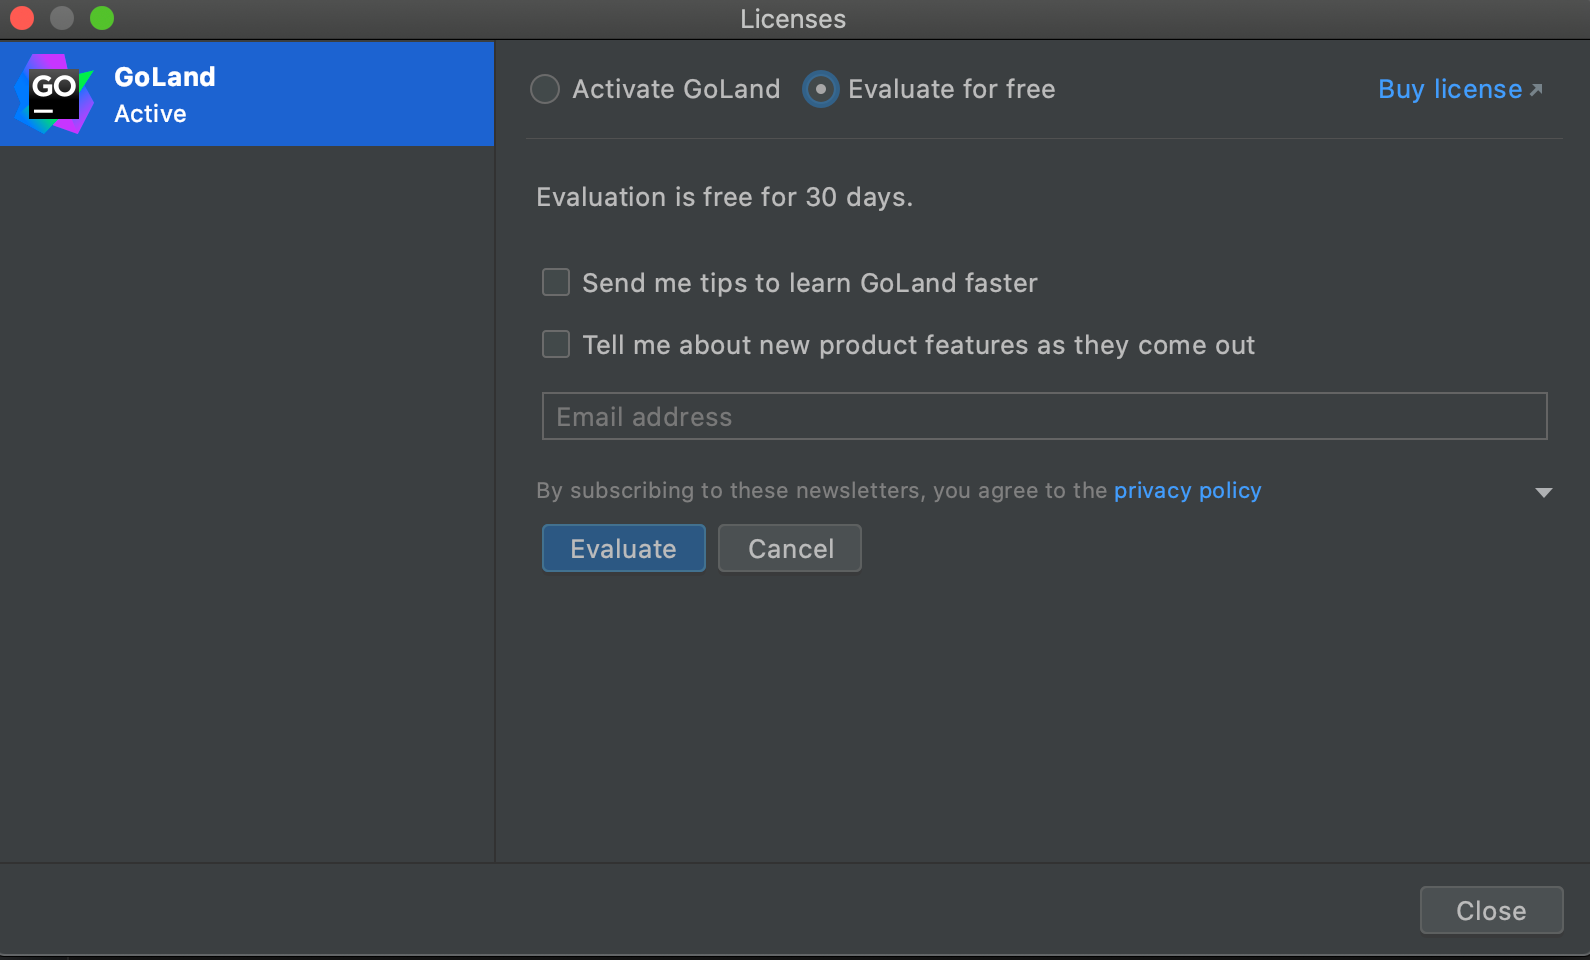 Licenses
GO
GoLand
Active
Activate GoLand
Evaluate for free
Buy license
Evaluation is free for 30 days.
Send me tips to learn GoLand faster
Tell me about new product features as they come out
Email address
By subscribing to these newsletters, you agree to the privacy policy
Evaluate
Cancel
Close